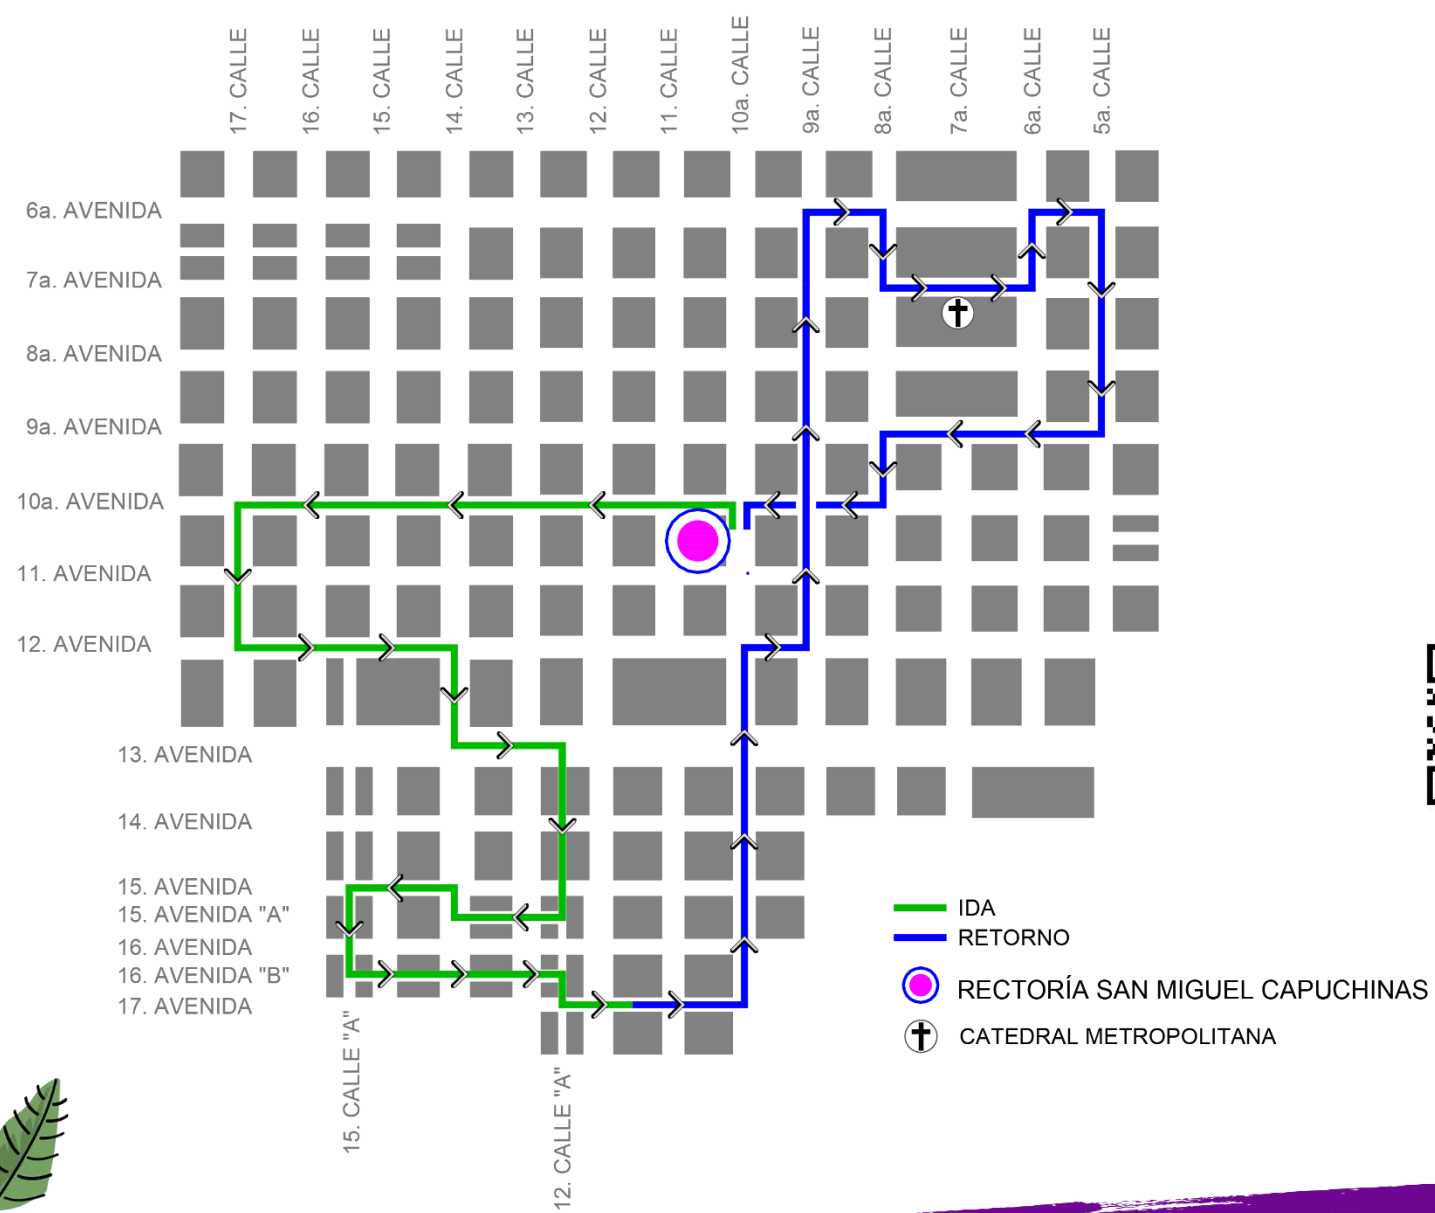 17. CALLE
16. CALLE
15. CALLE
14. CALLE
13. CALLE
12. CALLE
11. CALLE
10a. CALLE
9a. CALLE
8a. CALLE
7a. CALLE
6a. CALLE
5a. CALLE
6a. AVENIDA
7a. AVENIDA
8a. AVENIDA
9a. AVENIDA
10a. AVENIDA
11. AVENIDA
12. AVENIDA
13. AVENIDA
14. AVENIDA
15. AVENIDA
15. AVENIDA "A"
16. AVENIDA
16. AVENIDA "B"
17. AVENIDA
15. CALLE "A"
12. CALLE "A"
IDA
RETORNO
RECTORÍA SAN MIGUEL CAPUCHINAS
CATEDRAL METROPOLITANA